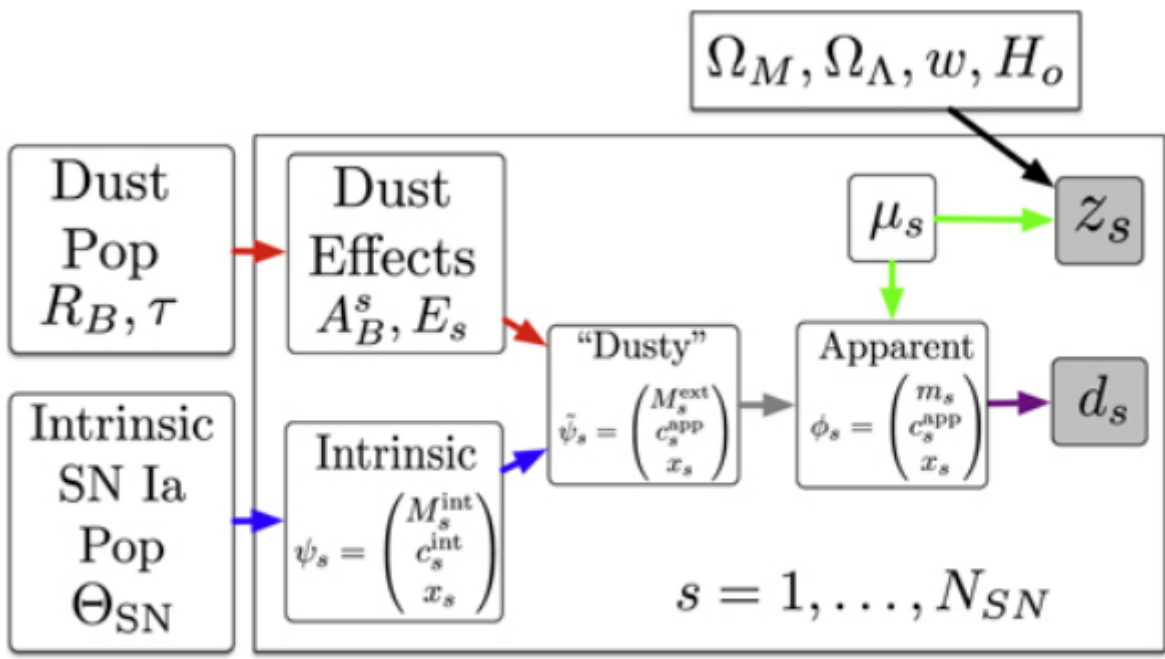 Ω_M, Ω_Λ, w, H_o
Dust
Pop
R_B, τ
Dust
Effects
A_B^s, E_s
μ_s
z_s
“Dusty”
ψ̃_s = (M_s^ext
c_s^app
x_s)
Apparent
φ_s = (m_s
c_s^app
x_s)
d_s
Intrinsic
SN Ia
Pop
Θ_SN
Intrinsic
ψ_s = (M_s^int
c_s^int
x_s)
s = 1, . . . , N_SN